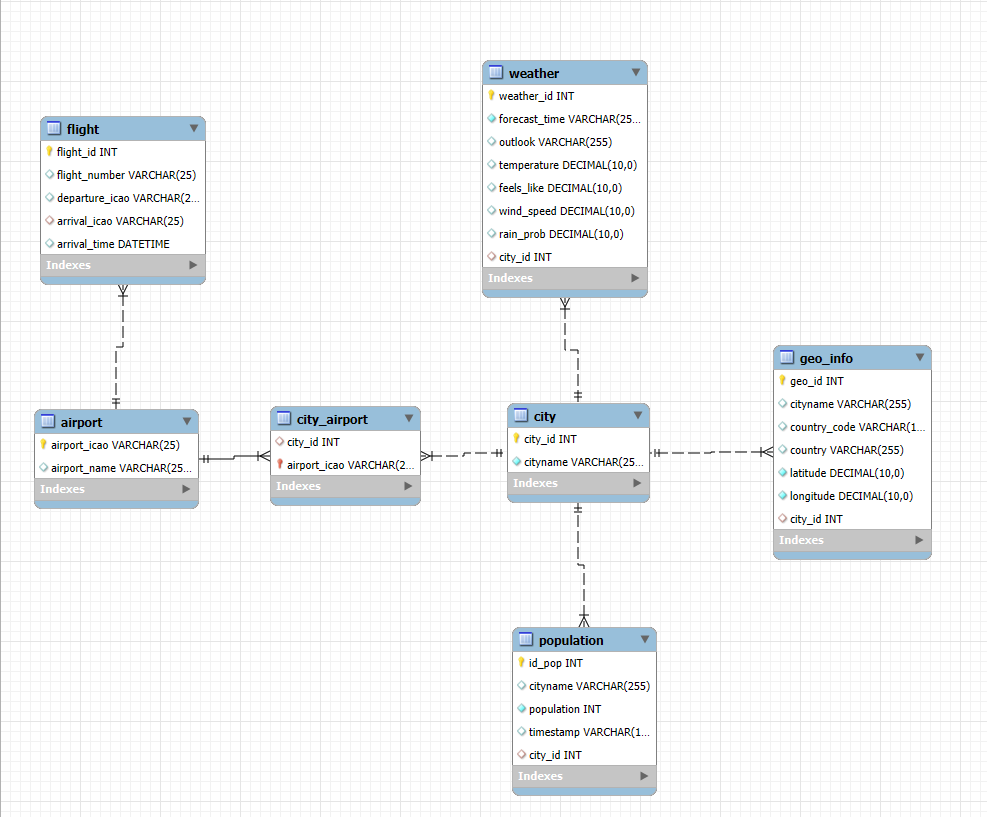 flight
flight_id INT
flight_number VARCHAR(25)
departure_icao VARCHAR(2...
arrival_icao VARCHAR(25)
arrival_time DATETIME
Indexes
weather
weather_id INT
forecast_time VARCHAR(25...
outlook VARCHAR(255)
temperature DECIMAL(10,0)
feels_like DECIMAL(10,0)
wind_speed DECIMAL(10,0)
rain_prob DECIMAL(10,0)
city_id INT
Indexes
airport
airport_icao VARCHAR(25)
airport_name VARCHAR(25...
Indexes
city_airport
city_id INT
airport_icao VARCHAR(2...
Indexes
city
city_id INT
cityname VARCHAR(25...
Indexes
geo_info
geo_id INT
cityname VARCHAR(255)
country_code VARCHAR(1...
country VARCHAR(255)
latitude DECIMAL(10,0)
longitude DECIMAL(10,0)
city_id INT
Indexes
population
id_pop INT
cityname VARCHAR(255)
population INT
timestamp VARCHAR(1...
city_id INT
Indexes